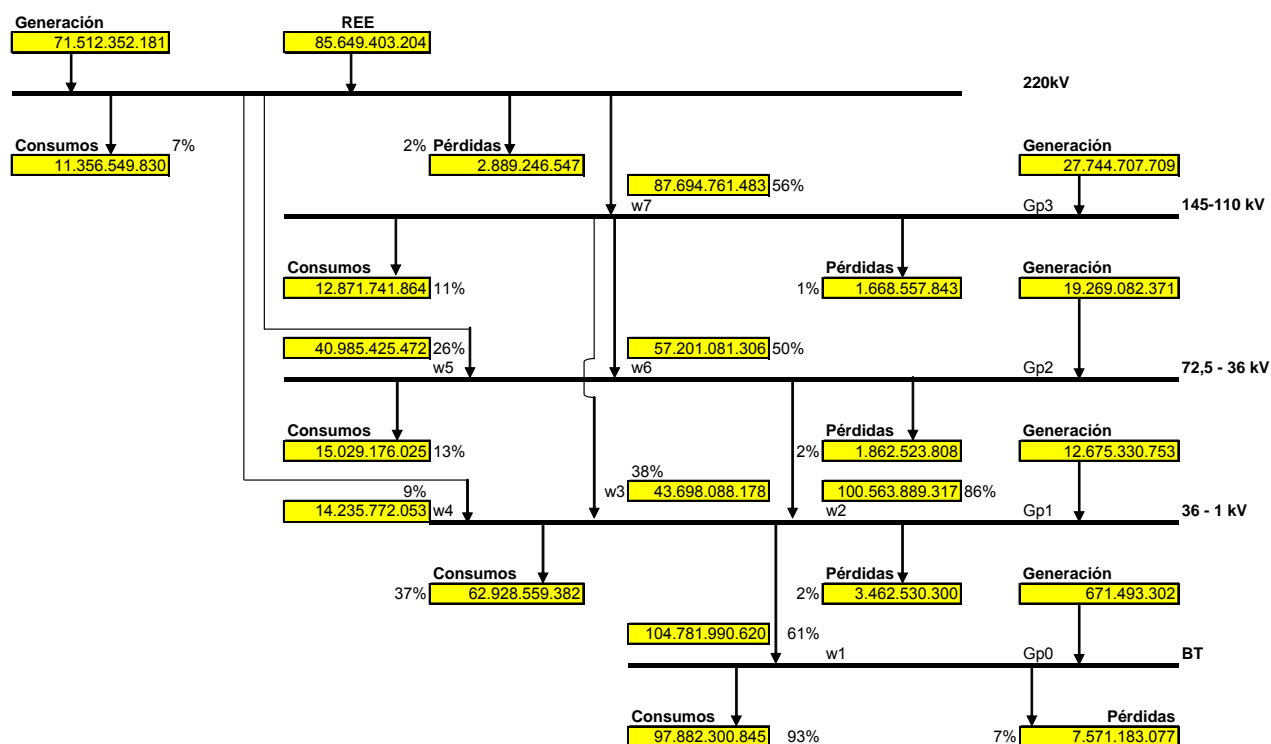 Generación REE
71.512.352.181 85.649.403.204
220kV
Consumos 7% 2% Pérdidas Generación
11.356.549.830 2.889.246.547 27.744.707.709
87.694.761.483 56%
w7 Gp3 145-110 kV
Consumos Pérdidas Generación
12.871.741.864 11% 1% 1.668.557.843 19.269.082.371
40.985.425.472 26% 57.201.081.306 50%
w5 w6 Gp2 72,5 - 36 kV
Consumos Pérdidas Generación
15.029.176.025 13% 2% 1.862.523.808 12.675.330.753
38%
9% w3 43.698.088.178 100.563.889.317 86%
14.235.772.053 w4 w2 Gp1 36 - 1 kV
Consumos Pérdidas Generación
37% 62.928.559.382 2% 3.462.530.300 671.493.302
104.781.990.620 61%
w1 Gp0 BT
Consumos Pérdidas
97.882.300.845 93% 7% 7.571.183.077